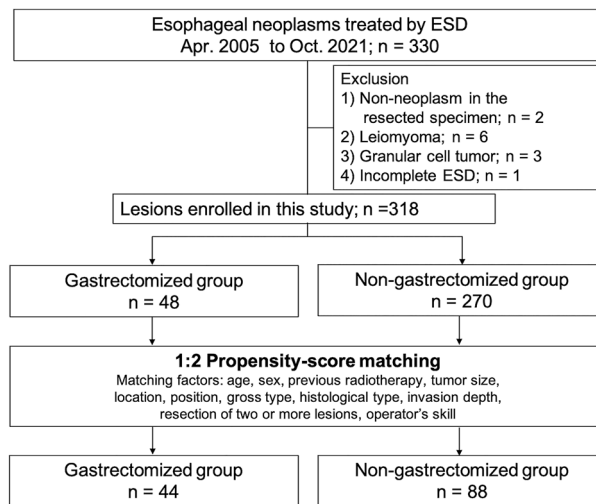 Esophageal neoplasms treated by ESD
Apr. 2005 to Oct. 2021; n = 330
Exclusion
1) Non-neoplasm in the
resected specimen; n = 2
2) Leiomyoma; n = 6
3) Granular cell tumor; n = 3
4) Incomplete ESD; n = 1
Lesions enrolled in this study; n =318
Gastrectomized group
n = 48
Non-gastrectomized group
n = 270
1:2 Propensity-score matching
Matching factors: age, sex, previous radiotherapy, tumor size,
location, position, gross type, histological type, invasion depth,
resection of two or more lesions, operator's skill
Gastrectomized group
n = 44
Non-gastrectomized group
n = 88